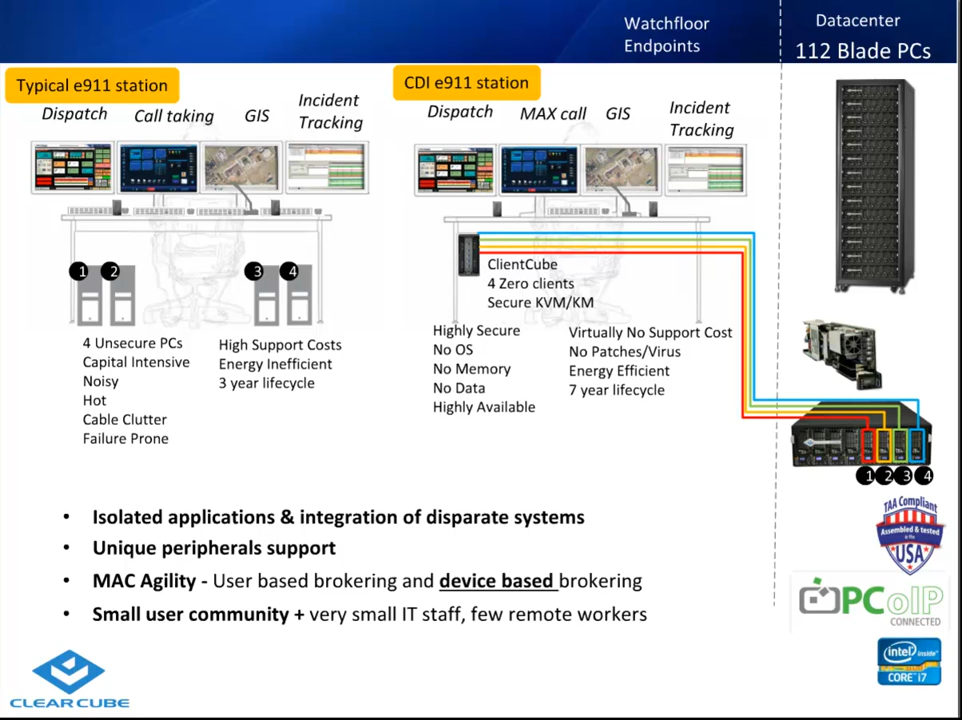 Watchfloor
Endpoints
Datacenter
112 Blade PCs
Typical e911 station
Dispatch
Call taking
GIS
Incident
Tracking
CDI e911 station
Dispatch
MAX call
GIS
Incident
Tracking
1
2
3
4
4 Unsecure PCs
Capital Intensive
Noisy
Hot
Cable Clutter
Failure Prone
High Support Costs
Energy Inefficient
3 year lifecycle
ClientCube
4 Zero clients
Secure KVM/KM
Highly Secure
No OS
No Memory
No Data
Highly Available
Virtually No Support Cost
No Patches/Virus
Energy Efficient
7 year lifecycle
1
2
3
4
• Isolated applications & integration of disparate systems
• Unique peripherals support
• MAC Agility - User based brokering and device based brokering
• Small user community + very small IT staff, few remote workers
TAA Compliant
Assembled & tested
in the
USA
PCoIP
CONNECTED
intel inside™
CORE™ i7
CLEARCUBE